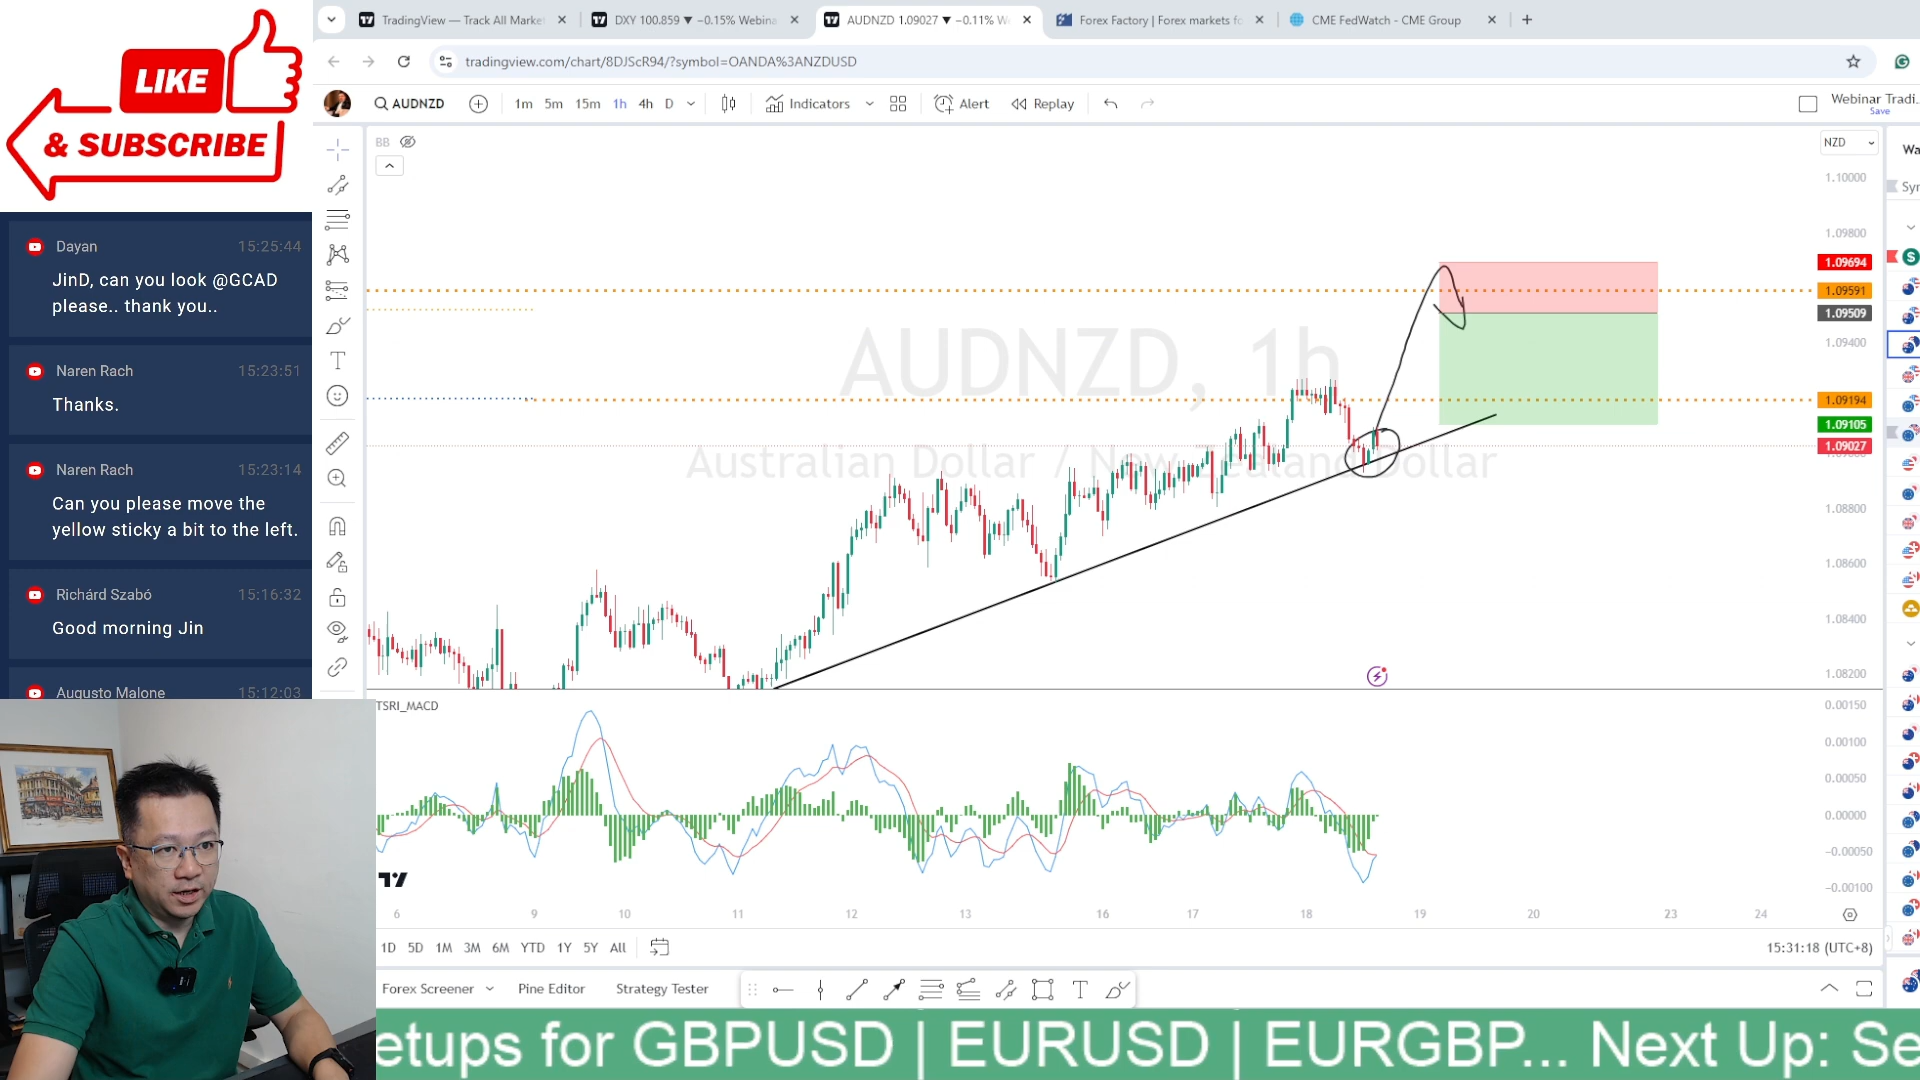 LIKE
& SUBSCRIBE
Dayan 15:25:44
JinD, can you look @GCAD
please.. thank you..
Naren Rach 15:23:51
Thanks.
Naren Rach 15:23:14
Can you please move the
yellow sticky a bit to the left.
Richárd Szabó 15:16:32
Good morning Jin
Augusto Malone 15:12:03
TradingView — Track All Marke
DXY 100.859 ▼ −0.15% Webina
AUDNZD 1.09027 ▼ −0.11% W
Forex Factory | Forex markets fo
CME FedWatch - CME Group
tradingview.com/chart/8DJScR94/?symbol=OANDA%3ANZDUSD
AUDNZD 1m 5m 15m 1h 4h D Indicators Alert Replay
Webinar Tradi..
Save
BB
NZD
Wa
Syr
AUDNZD, 1h
Australian Dollar / New Zealand Dollar
1.10000
1.09800
1.09694
1.09591
1.09509
1.09400
1.09194
1.09105
1.09027
1.08800
1.08600
1.08400
1.08200
TSRI_MACD
0.00150
0.00100
0.00050
0.00000
−0.00050
−0.00100
6 9 10 11 12 13 16 17 18 19 20 23 24
1D 5D 1M 3M 6M YTD 1Y 5Y All
15:31:18 (UTC+8)
Forex Screener Pine Editor Strategy Tester
etups for GBPUSD | EURUSD | EURGBP... Next Up: Se